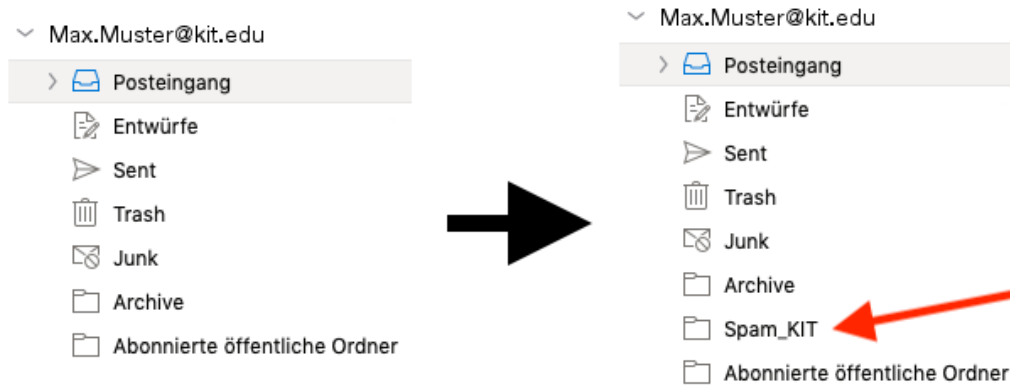 Max.Muster@kit.edu
Posteingang
Entwürfe
Sent
Trash
Junk
Archive
Abonnierte öffentliche Ordner
Max.Muster@kit.edu
Posteingang
Entwürfe
Sent
Trash
Junk
Archive
Spam_KIT
Abonnierte öffentliche Ordner